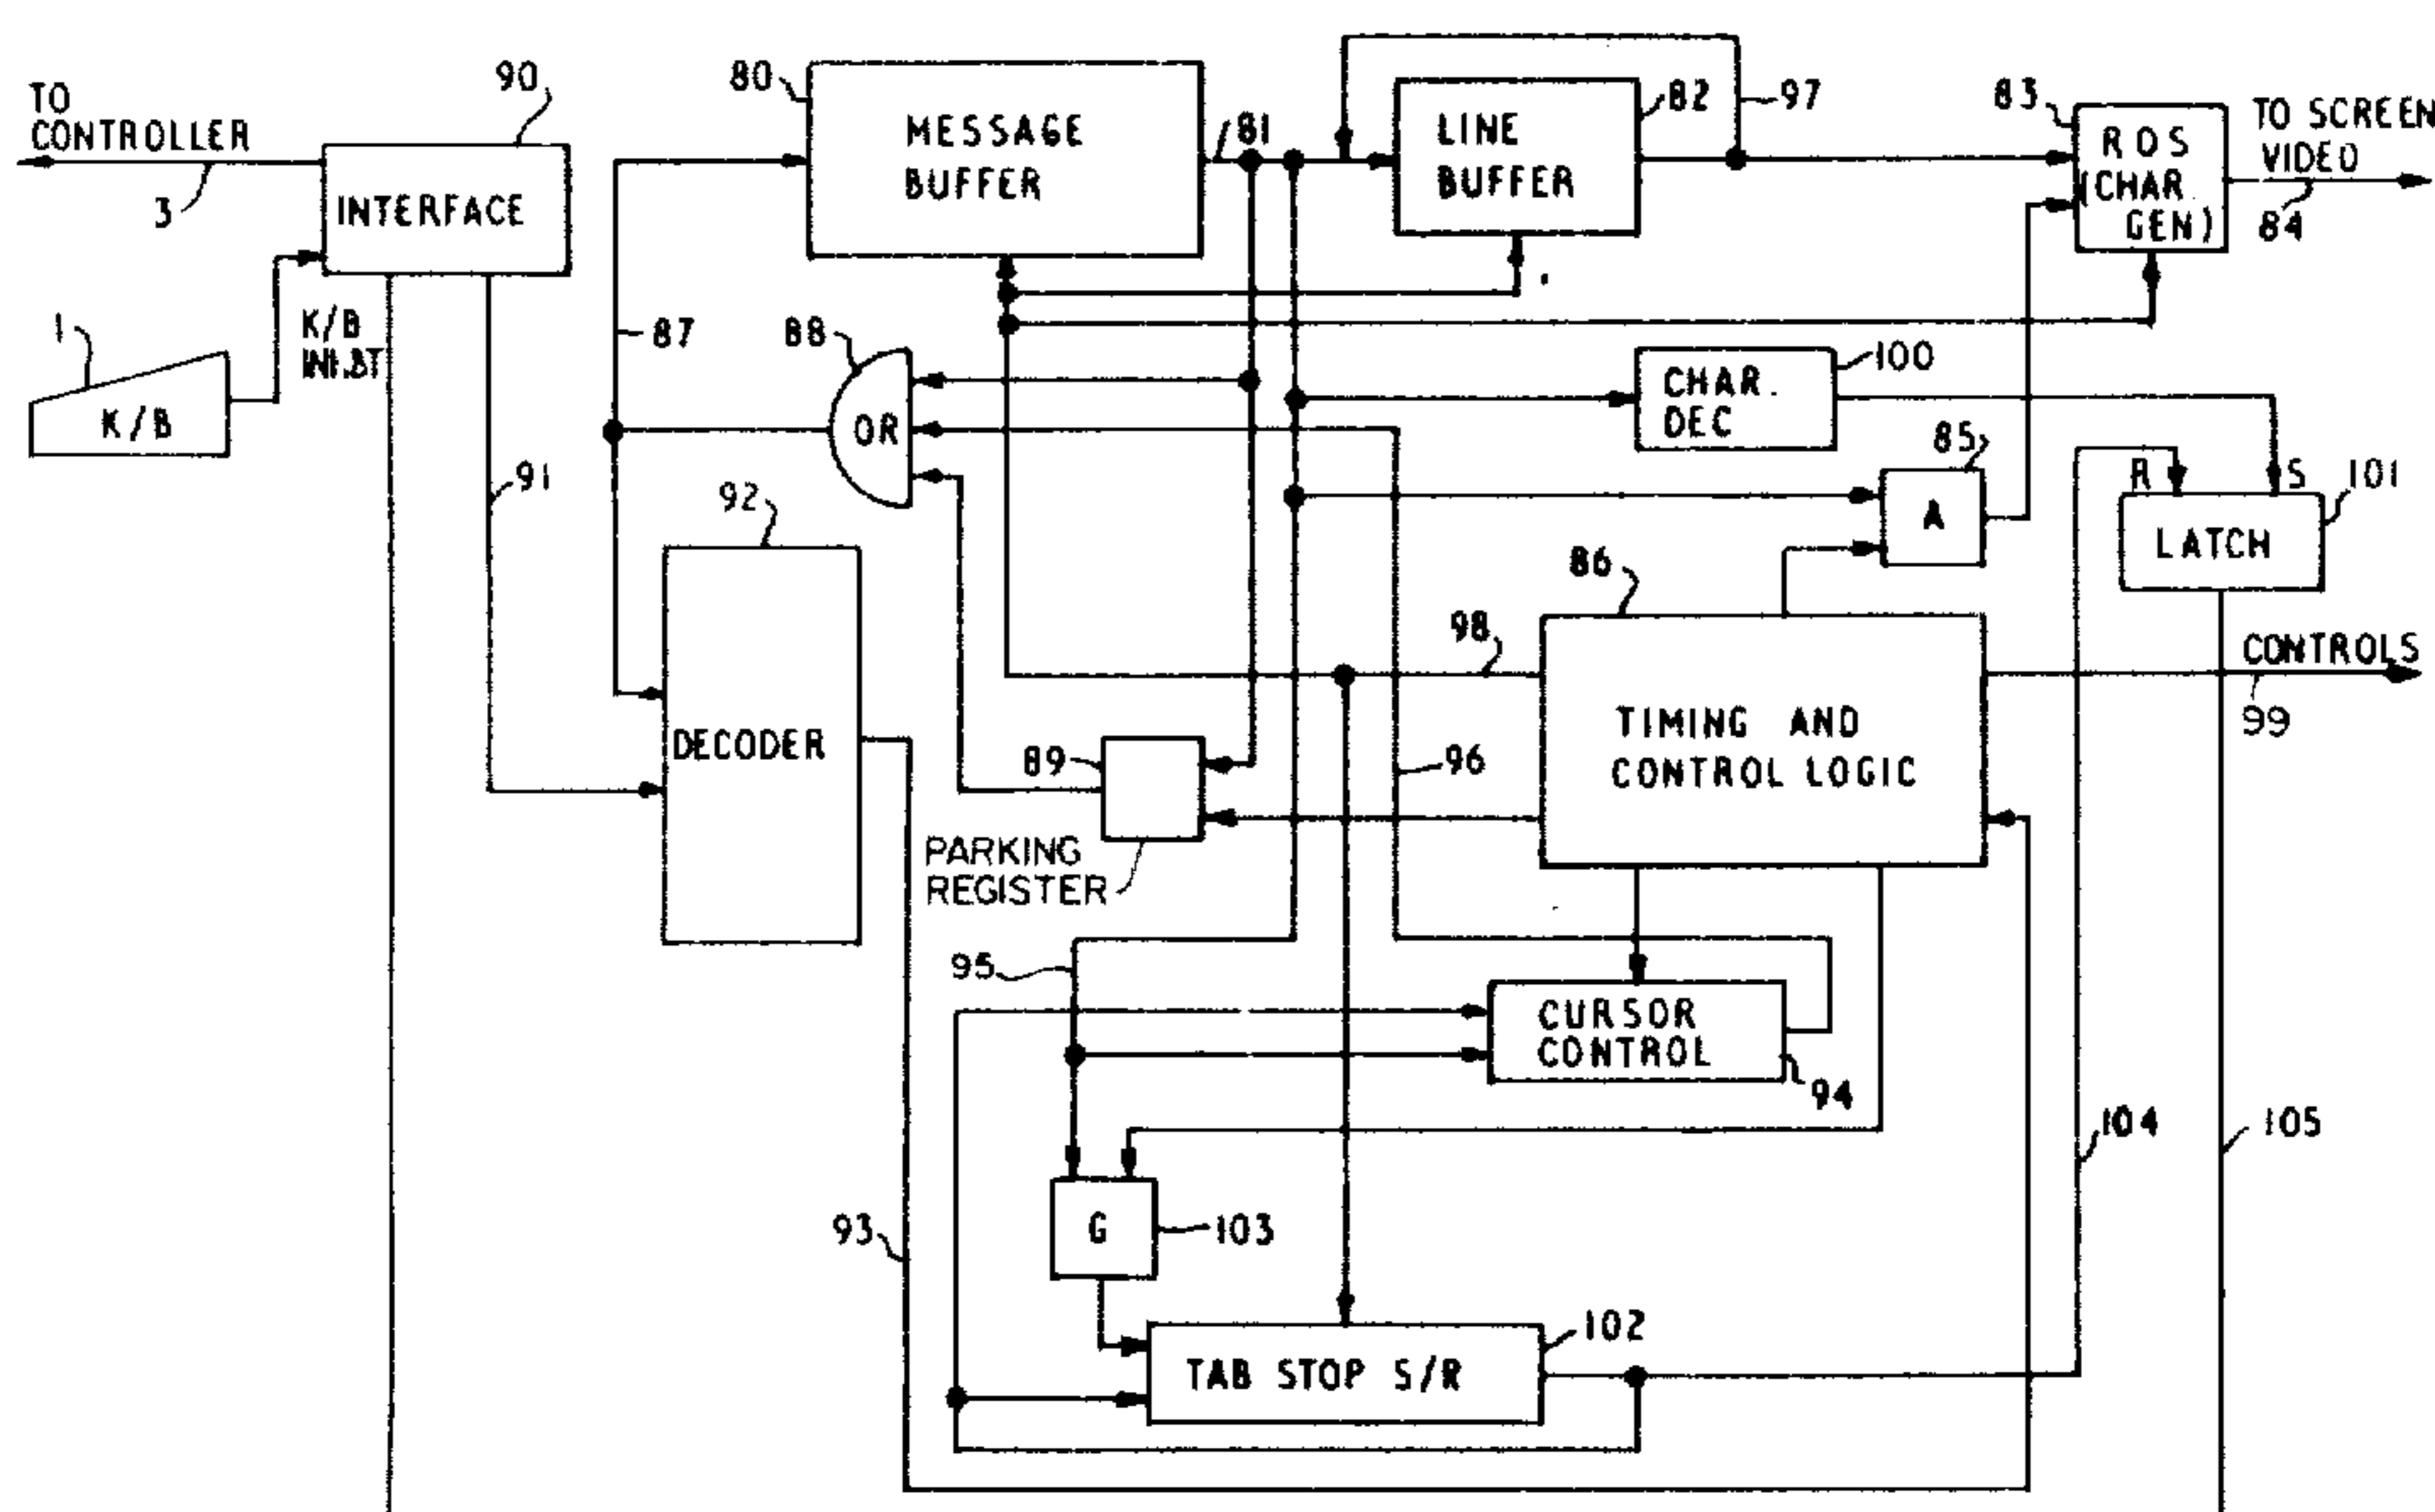 TO
CONTROLLER
3
90
INTERFACE
1
K/B
K/B
91
80
MESSAGE
BUFFER
81
LINE
BUFFER
82
97
83
ROS
(CHAR
GEN)
TO SCREEN
VIDEO
84
87
88
OR
CHAR.
DEC
100
85
A
R
S
101
LATCH
92
DECODER
86
98
TIMING AND
CONTROL LOGIC
CONTROLS
99
89
PARKING
REGISTER
96
95
CURSOR
CONTROL
94
104
105
93
G
103
TAB STOP S/R
102